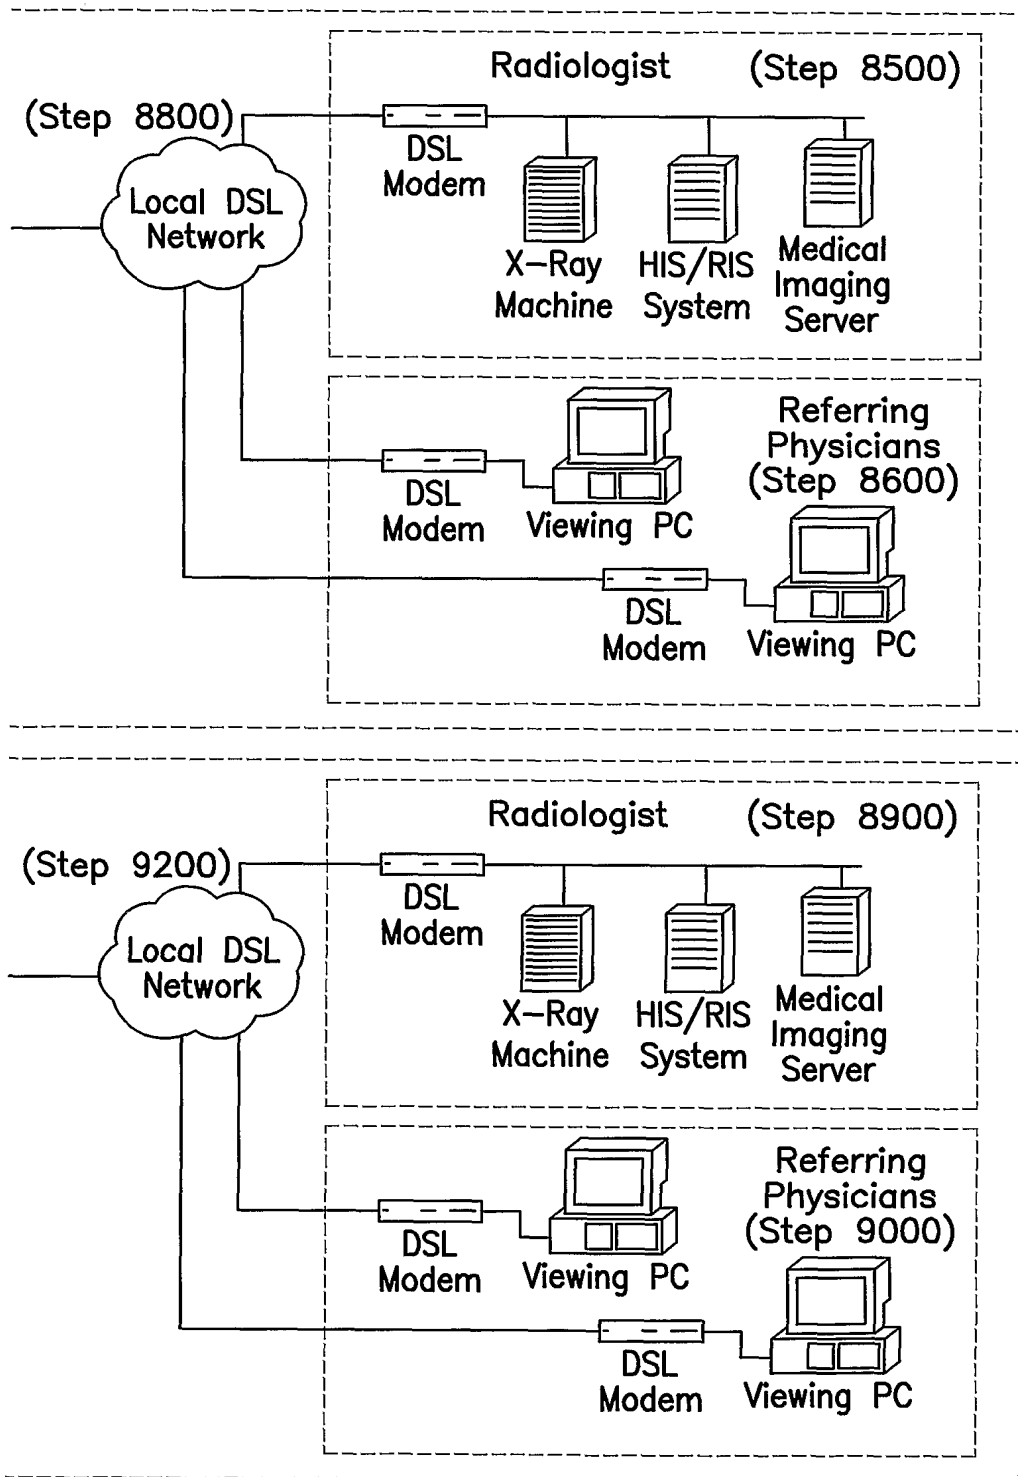 Radiologist (Step 8500)
(Step 8800)
Local DSL
Network
DSL
Modem
X-Ray
Machine
HIS/RIS
System
Medical
Imaging
Server
Referring
Physicians
(Step 8600)
DSL
Modem
Viewing PC
DSL
Modem
Viewing PC
Radiologist (Step 8900)
(Step 9200)
Local DSL
Network
DSL
Modem
X-Ray
Machine
HIS/RIS
System
Medical
Imaging
Server
Referring
Physicians
(Step 9000)
DSL
Modem
Viewing PC
DSL
Modem
Viewing PC